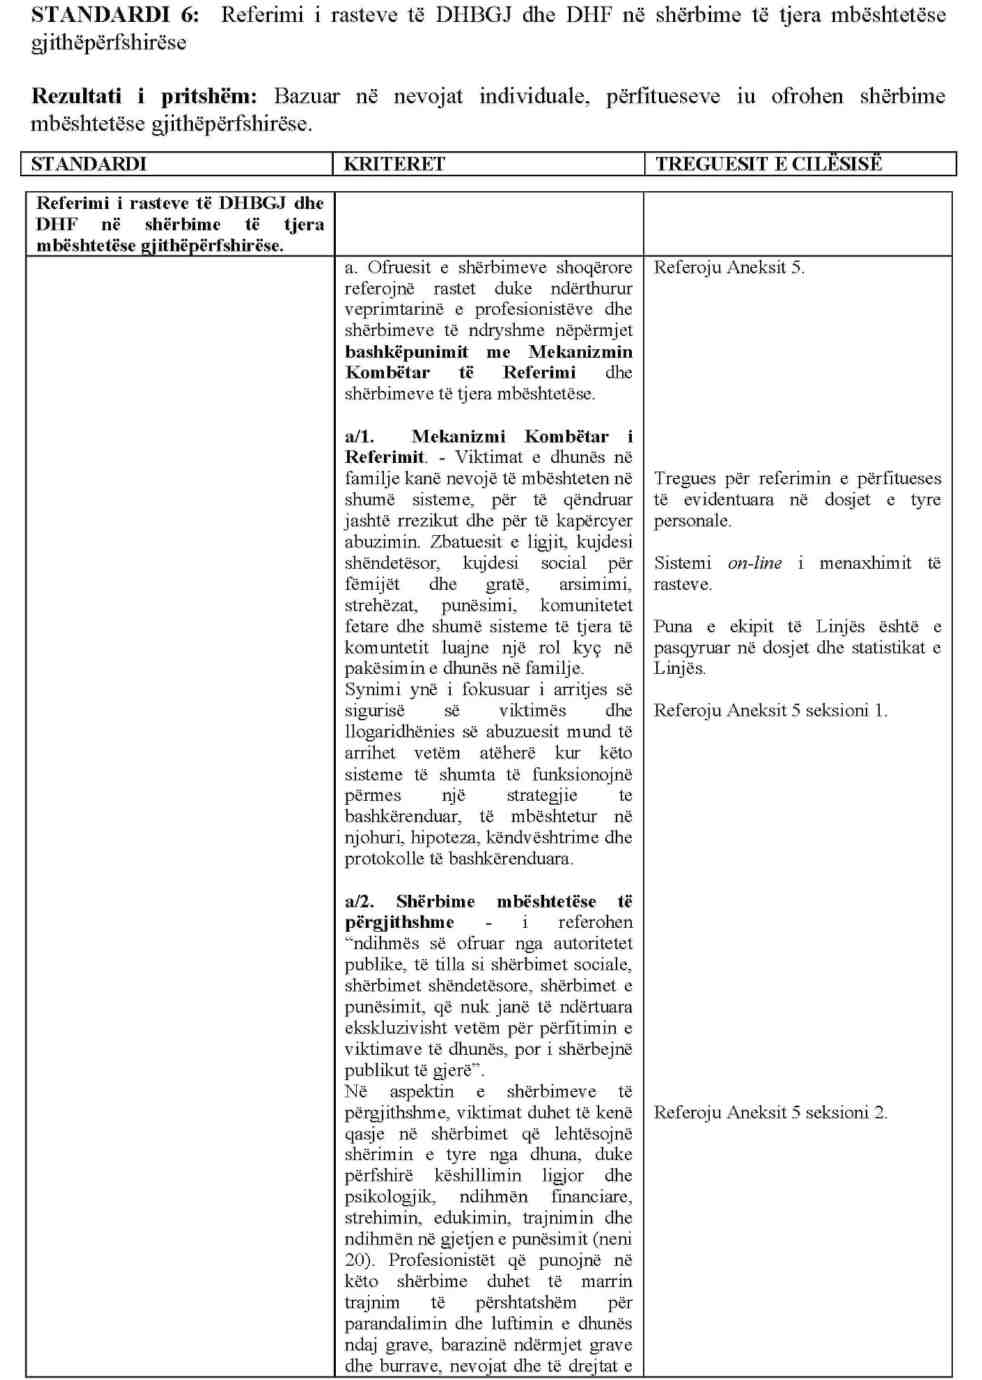 STANDARDI 6: Referimi i rasteve të DHBGJ dhe DHF në shërbime të tjera mbështetëse
gjithëpërfshirëse
Rezultati i pritshëm: Bazuar në nevojat individuale, përfitueseve iu ofrohen shërbime
mbështetëse gjithëpërfshirëse.
STANDARDI
KRITERET
TREGUESIT E CILËSISË
Referimi i rasteve të DHBGJ dhe
DHF në shërbime të tjera
mbështetëse gjithëpërfshirëse.
a. Ofruesit e shërbimeve shoqërore
referojnë rastet duke ndërthurur
veprimtarinë e profesionistëve dhe
shërbimeve të ndryshme nëpërmjet
bashkëpunimit me Mekanizmin
Kombëtar të Referimi dhe
shërbimeve të tjera mbështetëse.
a/1. Mekanizmi Kombëtar i
Referimit. - Viktimat e dhunës në
familje kanë nevojë të mbështeten në
shumë sisteme, për të qëndruar
jashtë rrezikut dhe për të kapërcyer
abuzimin. Zbatuesit e ligjit, kujdesi
shëndetësor, kujdesi social për
fëmijët dhe gratë, arsimimi,
strehëzat, punësimi, komunitetet
fetare dhe shumë sisteme të tjera të
komuntetit luajne një rol kyç në
pakësimin e dhunës në familje.
Synimi ynë i fokusuar i arritjes së
sigurisë së viktimës dhe
llogaridhënies së abuzuesit mund të
arrihet vetëm atëherë kur këto
sisteme të shumta të funksionojnë
përmes një strategjie te
bashkërenduar, të mbështetur në
njohuri, hipoteza, këndvështrime dhe
protokolle të bashkërenduara.
a/2. Shërbime mbështetëse të
përgjithshme - i referohen
“ndihmës së ofruar nga autoritetet
publike, të tilla si shërbimet sociale,
shërbimet shëndetësore, shërbimet e
punësimit, që nuk janë të ndërtuara
ekskluzivisht vetëm për përfitimin e
viktimave të dhunës, por i shërbejnë
publikut të gjerë”.
Në aspektin e shërbimeve të
përgjithshme, viktimat duhet të kenë
qasje në shërbimet që lehtësojnë
shërimin e tyre nga dhuna, duke
përfshirë këshillimin ligjor dhe
psikologjik, ndihmën financiare,
strehimin, edukimin, trajnimin dhe
ndihmën në gjetjen e punësimit (neni
20). Profesionistët që punojnë në
këto shërbime duhet të marrin
trajnim të përshtatshëm për
parandalimin dhe luftimin e dhunës
ndaj grave, barazinë ndërmjet grave
dhe burrave, nevojat dhe të drejtat e
Referoju Aneksit 5.
Tregues për referimin e përfitueses
të evidentuara në dosjet e tyre
personale.
Sistemi on-line i menaxhimit të
rasteve.
Puna e ekipit të Linjës është e
pasqyruar në dosjet dhe statistikat e
Linjës.
Referoju Aneksit 5 seksioni 1.
Referoju Aneksit 5 seksioni 2.